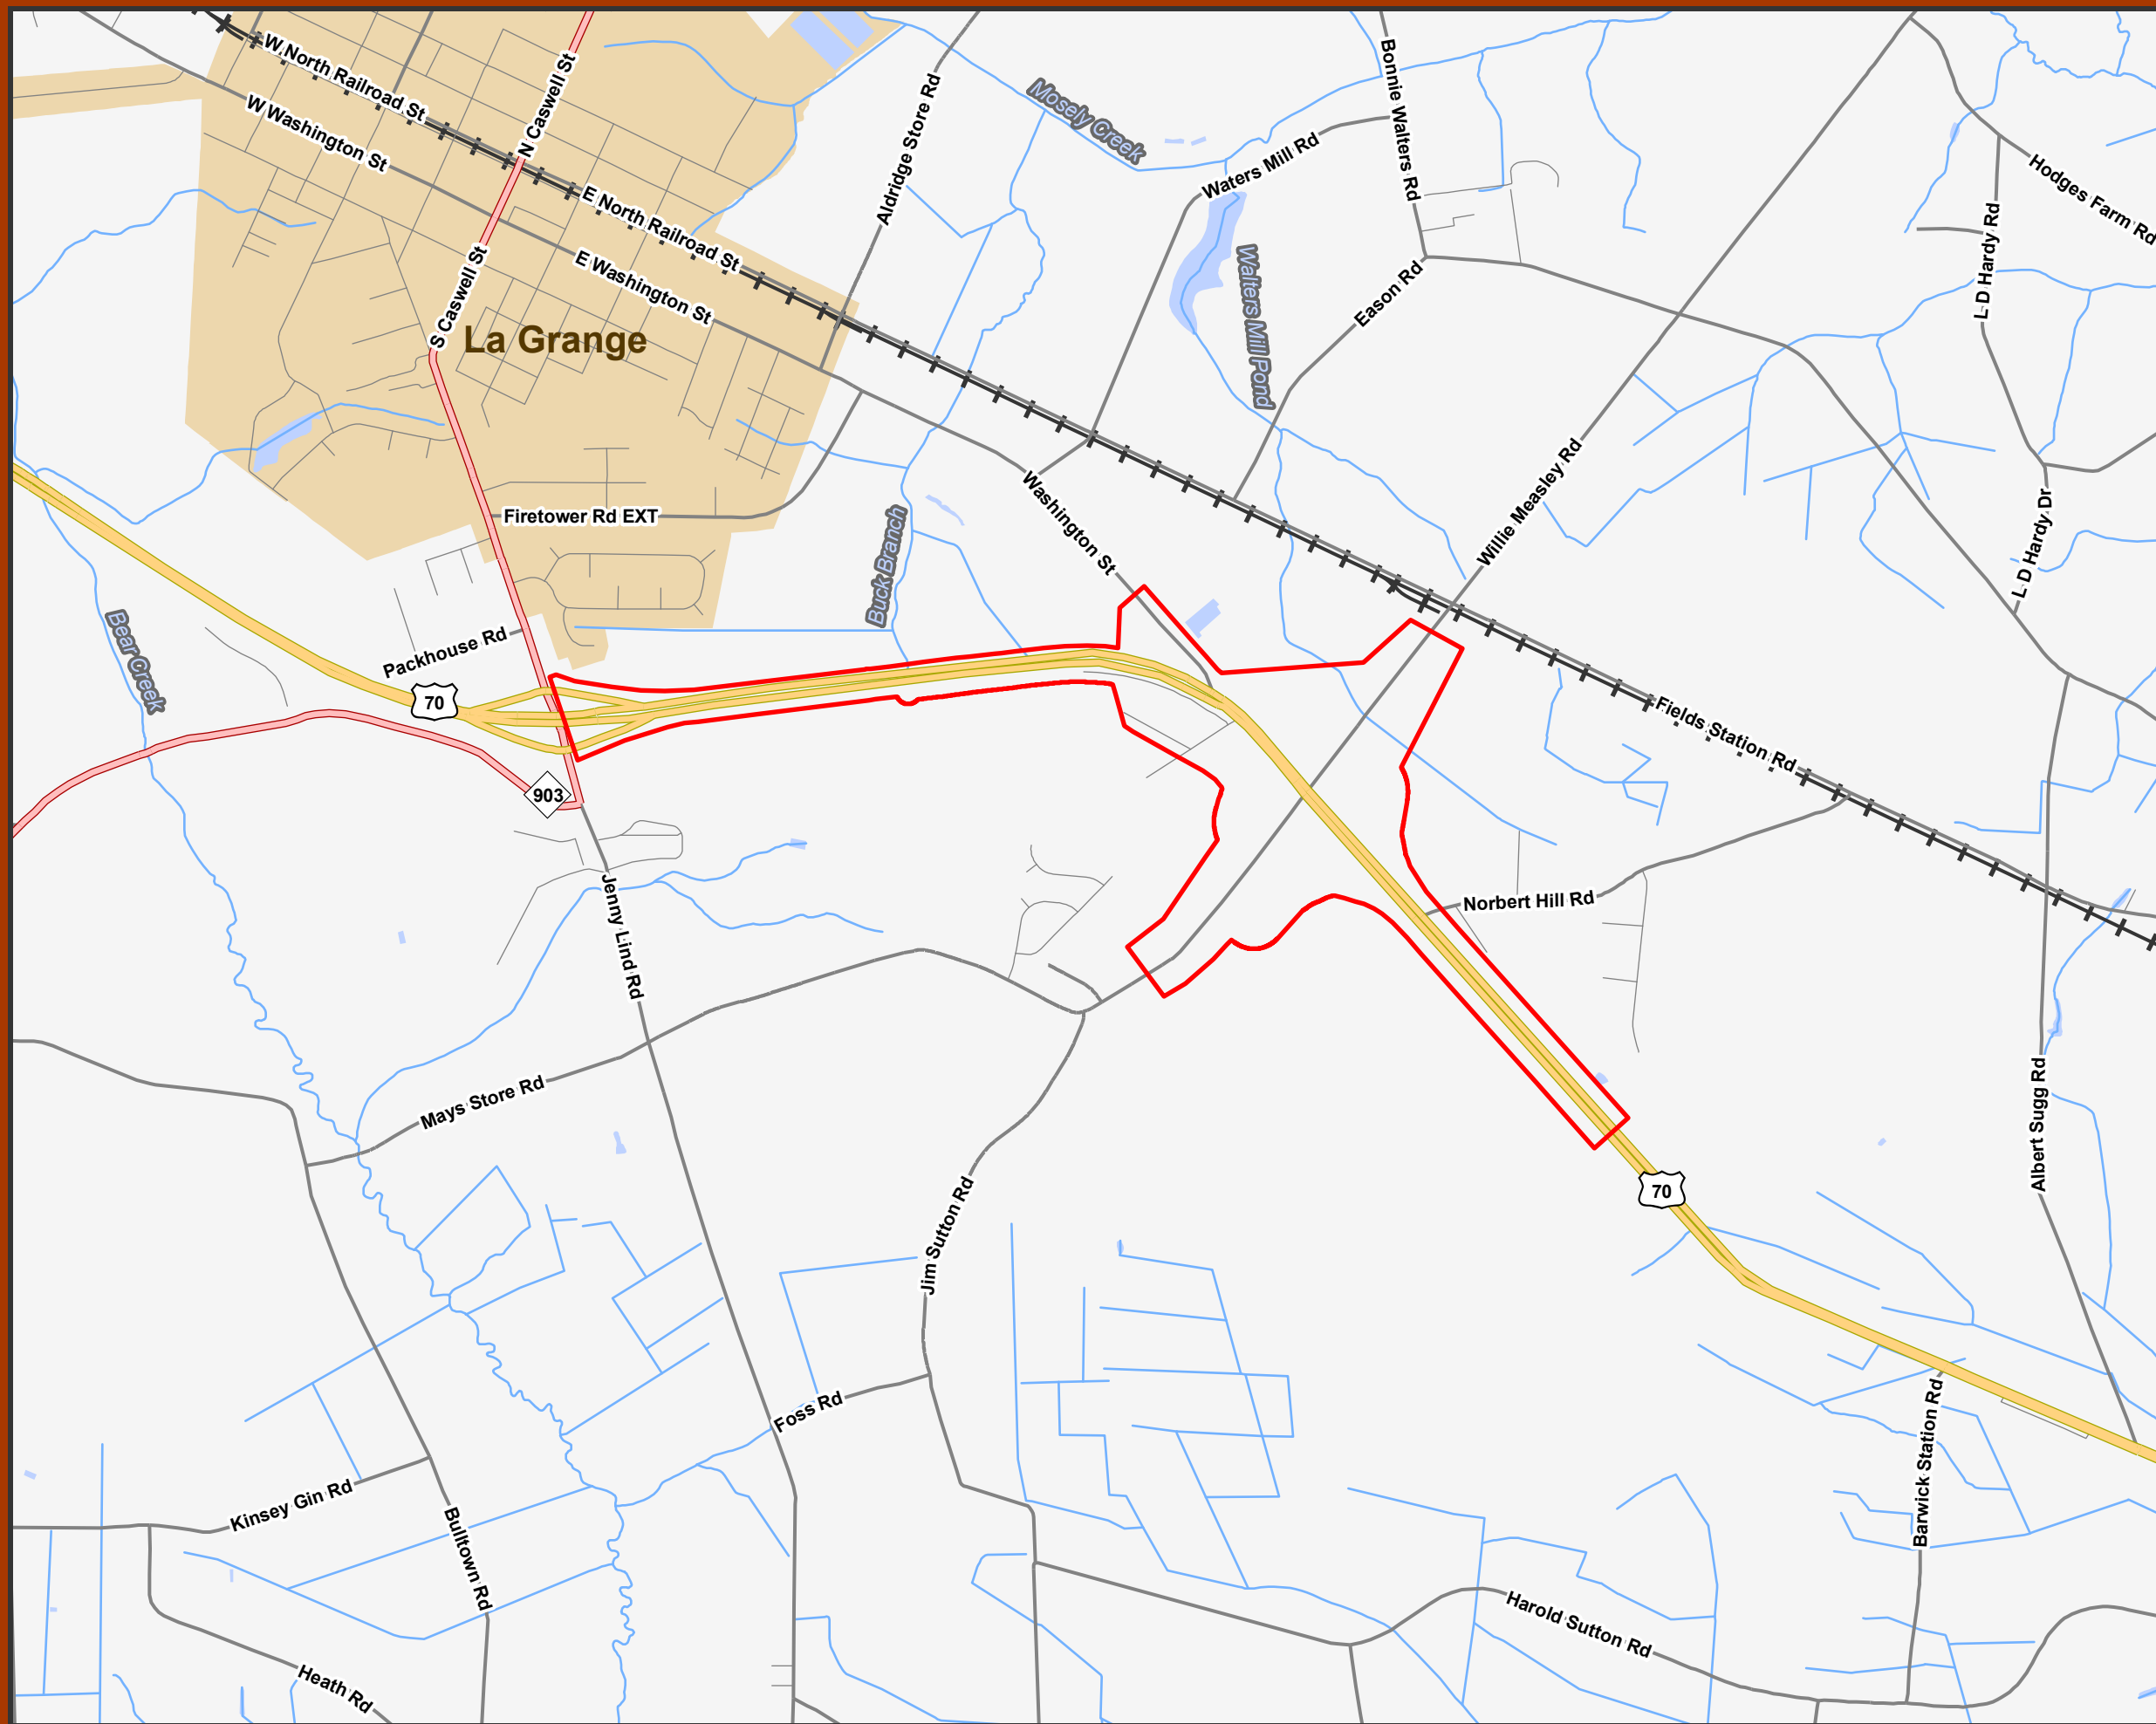 W North Railroad St
N Caswell St
W Washington St
Aldridge Store Rd
Mosely Creek
Bonnie Walters Rd
Waters Mill Rd
Hodges Farm Rd
E North Railroad St
E Washington St
S Caswell St
La Grange
Walters Mill Pond
Eason Rd
L D Hardy Rd
Firetower Rd EXT
Washington St
Buck Branch
Willie Measley Rd
L D Hardy Dr
Bear Creek
Packhouse Rd
70
Fields Station Rd
903
Jenny Lind Rd
Norbert Hill Rd
Mays Store Rd
Albert Sugg Rd
70
Jim Sutton Rd
Foss Rd
Barwick Station Rd
Kinsey Gin Rd
Bulltown Rd
Harold Sutton Rd
Heath Rd